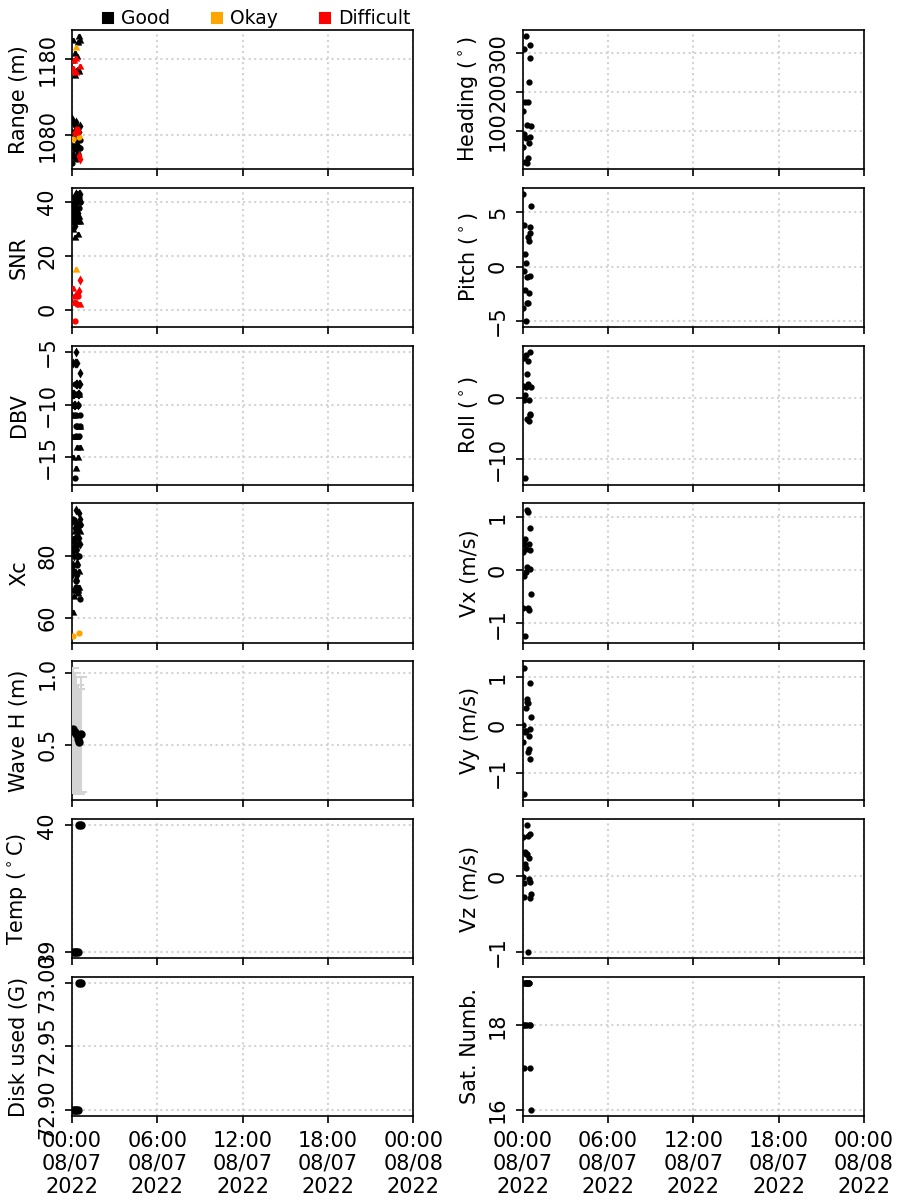 Good Okay Difficult
Range (m)
1180
1080
Heading (°)
300
200
100
SNR
40
20
0
Pitch (°)
5
0
−5
DBV
−5
−10
−15
Roll (°)
0
−10
Xc
80
60
Vx (m/s)
1
0
−1
Wave H (m)
1.0
0.5
Vy (m/s)
1
0
−1
Temp (°C)
40
39
Vz (m/s)
0
−1
Disk used (G)
73.00
72.95
72.90
Sat. Numb.
18
16
00:00 06:00 12:00 18:00 00:00
08/07 08/07 08/07 08/07 08/08
2022 2022 2022 2022 2022
00:00 06:00 12:00 18:00 00:00
08/07 08/07 08/07 08/07 08/08
2022 2022 2022 2022 2022